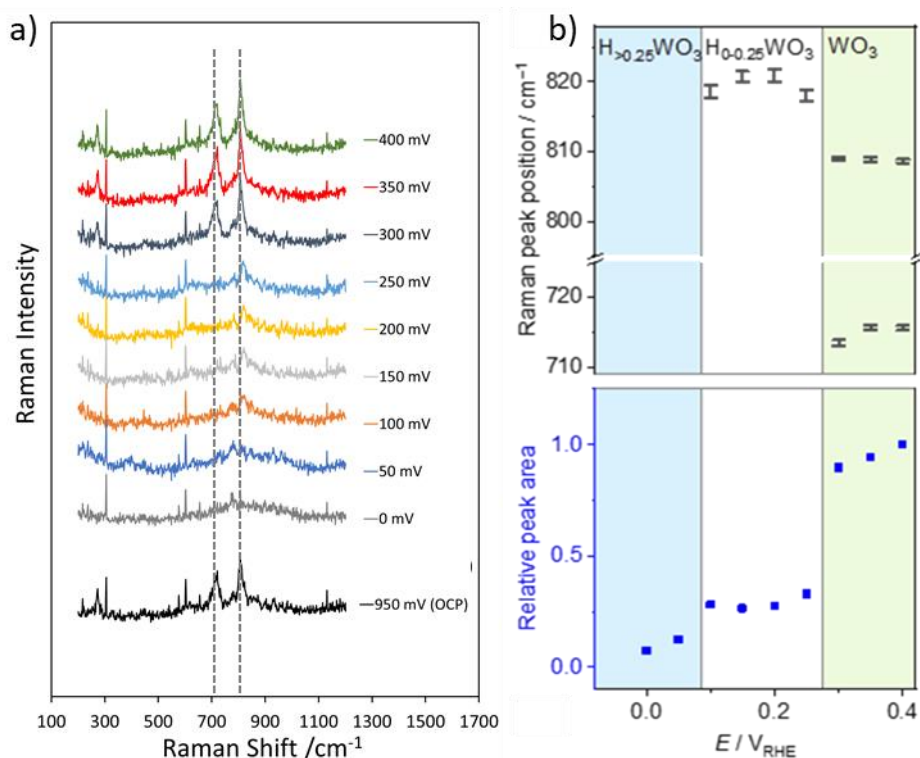 a)
400 mV
350 mV
300 mV
250 mV
200 mV
150 mV
100 mV
50 mV
0 mV
950 mV (OCP)
Raman Intensity
100 300 500 700 900 1100 1300 1500 1700
Raman Shift /cm⁻¹
b)
H>0.25WO₃ H0-0.25WO₃ WO₃
820
810
800
720
710
Raman peak position / cm⁻¹
1.0
0.5
0.0
Relative peak area
0.0 0.2 0.4
E / VRHE